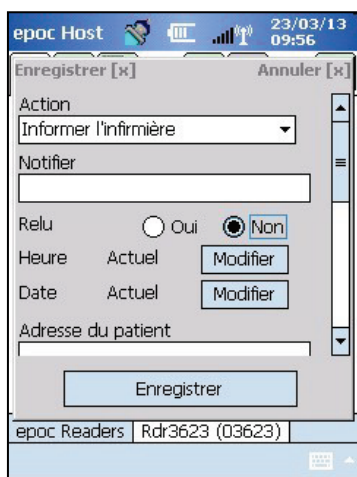 epoc Host 23/03/13 09:56
Enregistrer [x] Annuler [x]
Action
Informer l'infirmière
Notifier
Relu Oui Non
Heure Actuel Modifier
Date Actuel Modifier
Adresse du patient
Enregistrer
epoc Readers Rdr3623 (03623)